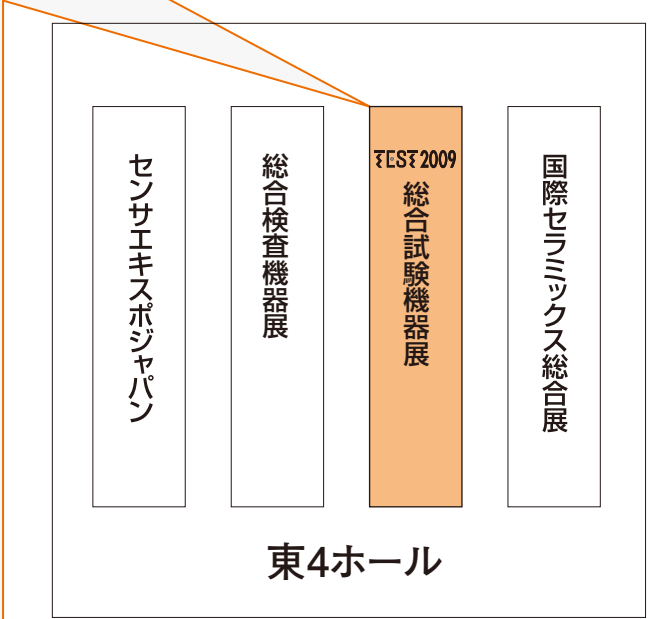 センサエキスポジャパン
総合検査機器展
TEST 2009
総合試験機器展
国際セラミックス総合展
東4ホール